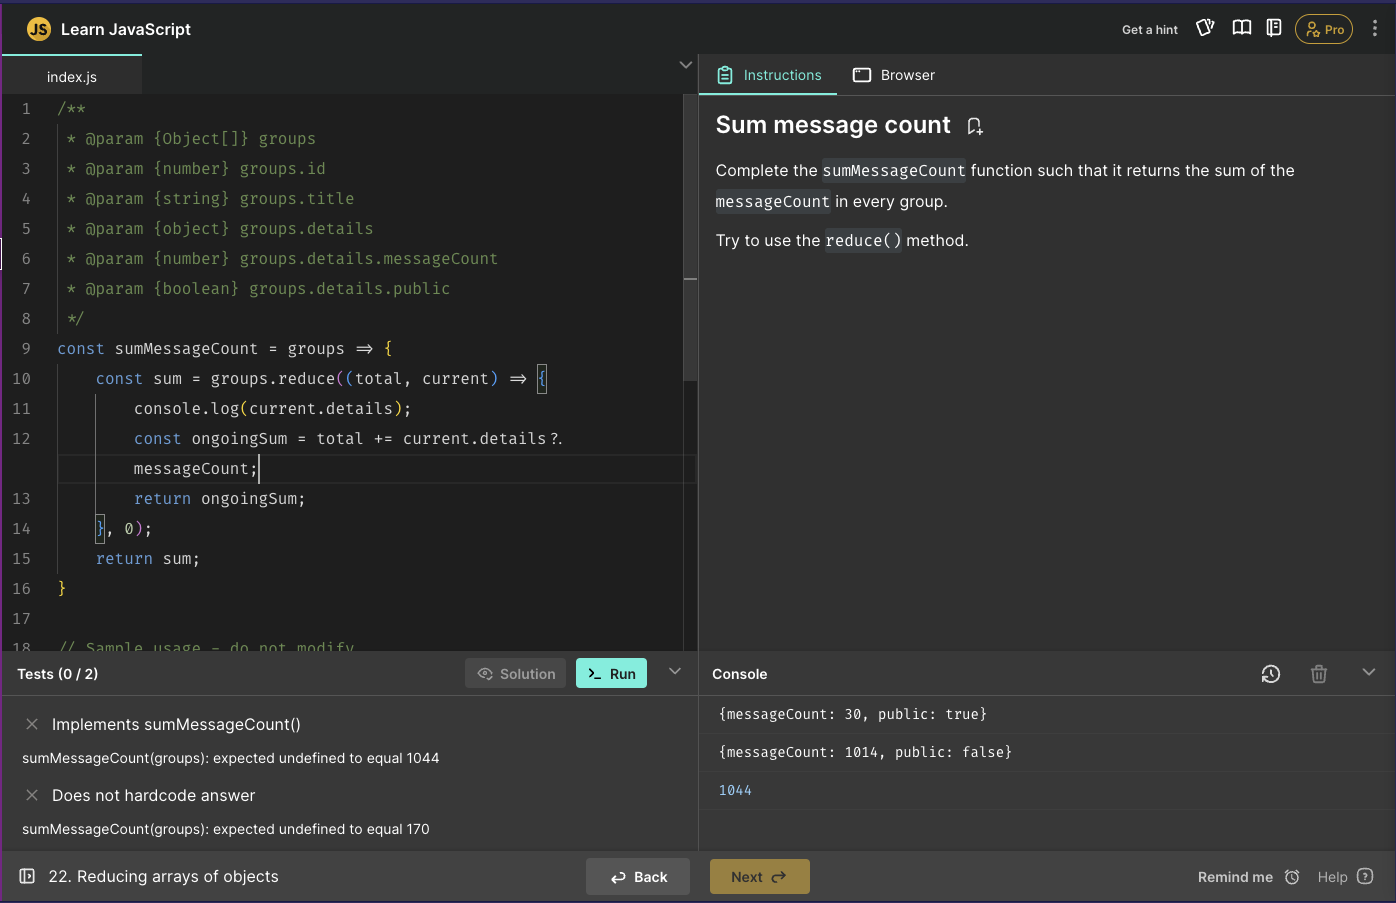 JS Learn JavaScript
Get a hint
Pro
index.js
Instructions
Browser
1 /**
2 * @param {Object[]} groups
3 * @param {number} groups.id
4 * @param {string} groups.title
5 * @param {object} groups.details
6 * @param {number} groups.details.messageCount
7 * @param {boolean} groups.details.public
8 */
9 const sumMessageCount = groups => {
10 const sum = groups.reduce((total, current) => {
11 console.log(current.details);
12 const ongoingSum = total += current.details?.
messageCount;
13 return ongoingSum;
14 }, 0);
15 return sum;
16 }
17
18 // Sample usage - do not modify
Sum message count
Complete the sumMessageCount function such that it returns the sum of the
messageCount in every group.
Try to use the reduce() method.
Tests (0 / 2)
Solution
>_ Run
Implements sumMessageCount()
sumMessageCount(groups): expected undefined to equal 1044
Does not hardcode answer
sumMessageCount(groups): expected undefined to equal 170
Console
{messageCount: 30, public: true}
{messageCount: 1014, public: false}
1044
22. Reducing arrays of objects
Back
Next
Remind me
Help ?